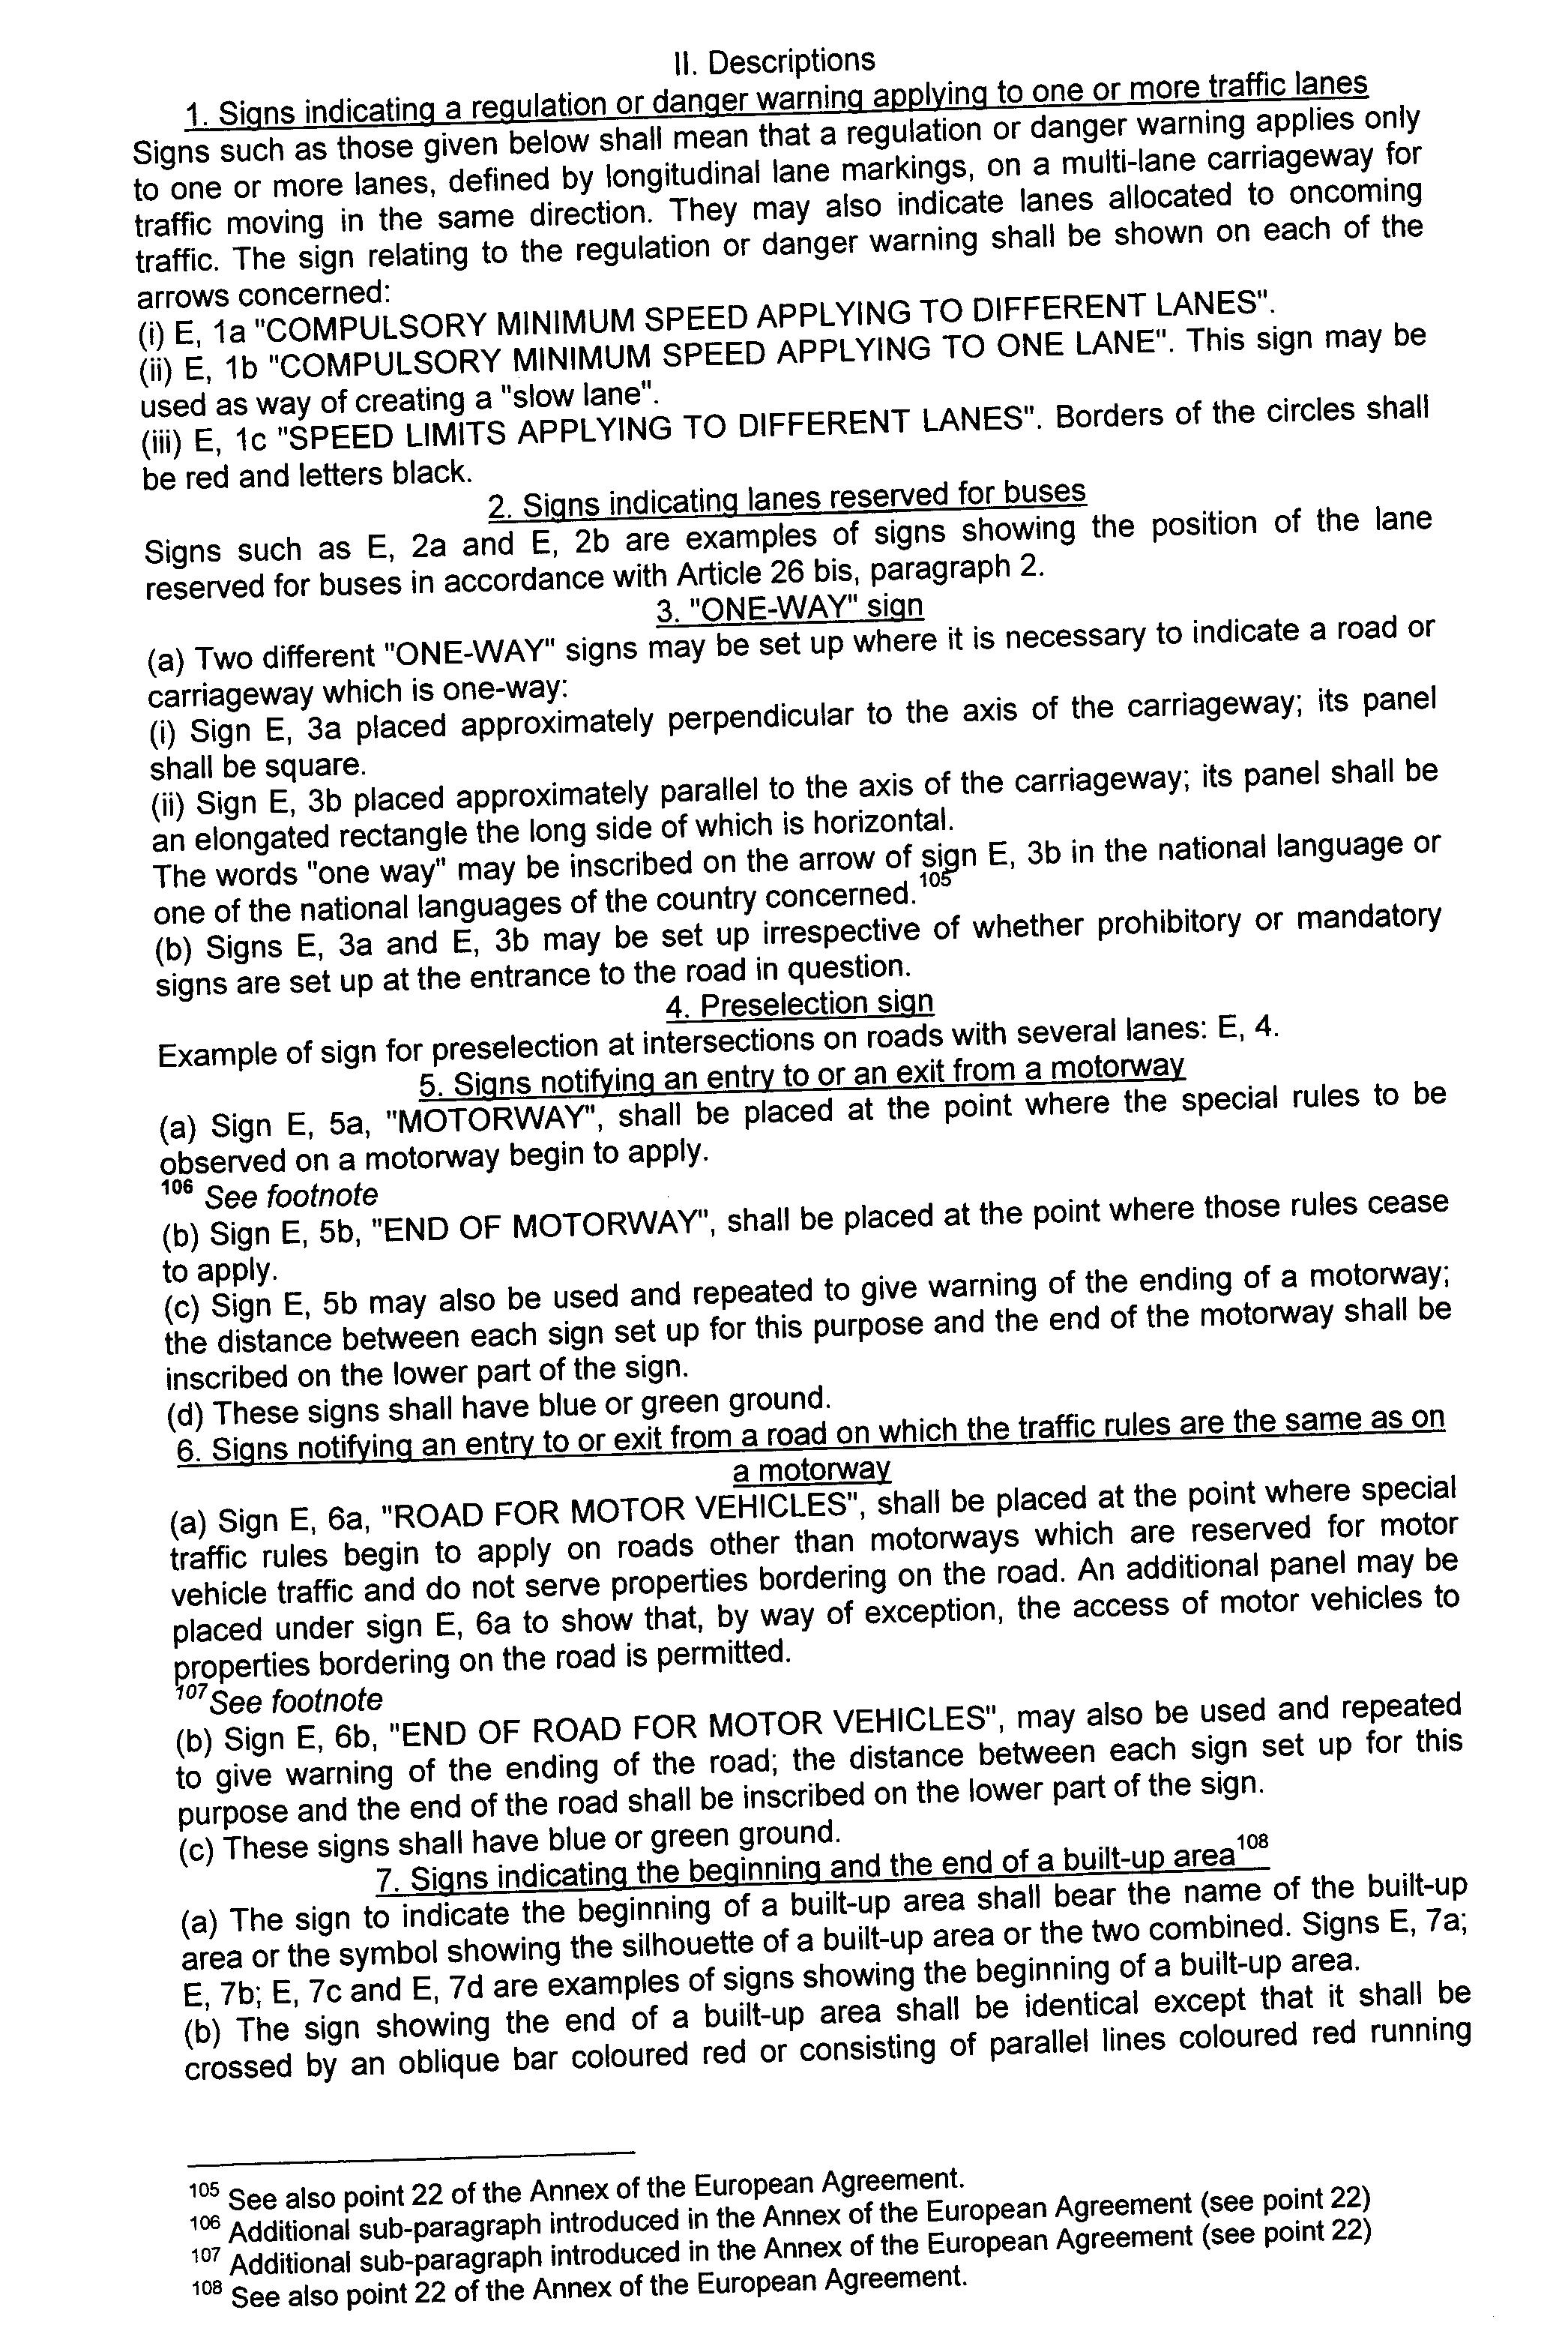 II. Descriptions
1. Signs indicating a regulation or danger warning applying to one or more traffic lanes
Signs such as those given below shall mean that a regulation or danger warning applies only
to one or more lanes, defined by longitudinal lane markings, on a multi-lane carriageway for
traffic moving in the same direction. They may also indicate lanes allocated to oncoming
traffic. The sign relating to the regulation or danger warning shall be shown on each of the
arrows concerned:
(i) E, 1a "COMPULSORY MINIMUM SPEED APPLYING TO DIFFERENT LANES".
(ii) E, 1b "COMPULSORY MINIMUM SPEED APPLYING TO ONE LANE". This sign may be
used as way of creating a "slow lane".
(iii) E, 1c "SPEED LIMITS APPLYING TO DIFFERENT LANES". Borders of the circles shall
be red and letters black.
2. Signs indicating lanes reserved for buses
Signs such as E, 2a and E, 2b are examples of signs showing the position of the lane
reserved for buses in accordance with Article 26 bis, paragraph 2.
3. "ONE-WAY" sign
(a) Two different "ONE-WAY" signs may be set up where it is necessary to indicate a road or
carriageway which is one-way:
(i) Sign E, 3a placed approximately perpendicular to the axis of the carriageway; its panel
shall be square.
(ii) Sign E, 3b placed approximately parallel to the axis of the carriageway; its panel shall be
an elongated rectangle the long side of which is horizontal.
The words "one way" may be inscribed on the arrow of sign E, 3b in the national language or
one of the national languages of the country concerned.105
(b) Signs E, 3a and E, 3b may be set up irrespective of whether prohibitory or mandatory
signs are set up at the entrance to the road in question.
4. Preselection sign
Example of sign for preselection at intersections on roads with several lanes: E, 4.
5. Signs notifying an entry to or an exit from a motorway
(a) Sign E, 5a, "MOTORWAY", shall be placed at the point where the special rules to be
observed on a motorway begin to apply.
106 See footnote
(b) Sign E, 5b, "END OF MOTORWAY", shall be placed at the point where those rules cease
to apply.
(c) Sign E, 5b may also be used and repeated to give warning of the ending of a motorway;
the distance between each sign set up for this purpose and the end of the motorway shall be
inscribed on the lower part of the sign.
(d) These signs shall have blue or green ground.
6. Signs notifying an entry to or exit from a road on which the traffic rules are the same as on
a motorway
(a) Sign E, 6a, "ROAD FOR MOTOR VEHICLES", shall be placed at the point where special
traffic rules begin to apply on roads other than motorways which are reserved for motor
vehicle traffic and do not serve properties bordering on the road. An additional panel may be
placed under sign E, 6a to show that, by way of exception, the access of motor vehicles to
properties bordering on the road is permitted.
107 See footnote
(b) Sign E, 6b, "END OF ROAD FOR MOTOR VEHICLES", may also be used and repeated
to give warning of the ending of the road; the distance between each sign set up for this
purpose and the end of the road shall be inscribed on the lower part of the sign.
(c) These signs shall have blue or green ground.
7. Signs indicating the beginning and the end of a built-up area108
(a) The sign to indicate the beginning of a built-up area shall bear the name of the built-up
area or the symbol showing the silhouette of a built-up area or the two combined. Signs E, 7a;
E, 7b; E, 7c and E, 7d are examples of signs showing the beginning of a built-up area.
(b) The sign showing the end of a built-up area shall be identical except that it shall be
crossed by an oblique bar coloured red or consisting of parallel lines coloured red running
105 See also point 22 of the Annex of the European Agreement.
106 Additional sub-paragraph introduced in the Annex of the European Agreement (see point 22)
107 Additional sub-paragraph introduced in the Annex of the European Agreement (see point 22)
108 See also point 22 of the Annex of the European Agreement.